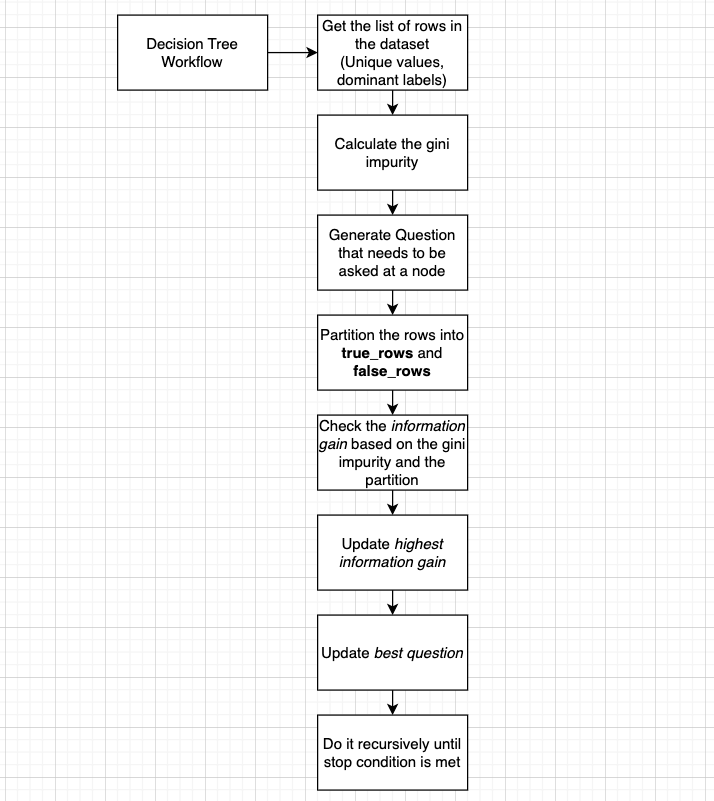 Decision Tree
Workflow
Get the list of rows in
the dataset
(Unique values,
dominant labels)
Calculate the gini
impurity
Generate Question
that needs to be
asked at a node
Partition the rows into
true_rows and
false_rows
Check the information
gain based on the gini
impurity and the
partition
Update highest
information gain
Update best question
Do it recursively until
stop condition is met